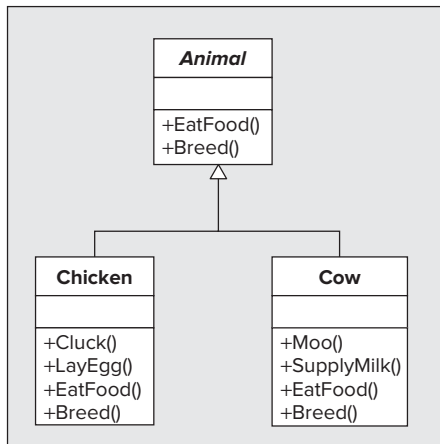 Animal
+EatFood()
+Breed()
Chicken
+Cluck()
+LayEgg()
+EatFood()
+Breed()
Cow
+Moo()
+SupplyMilk()
+EatFood()
+Breed()